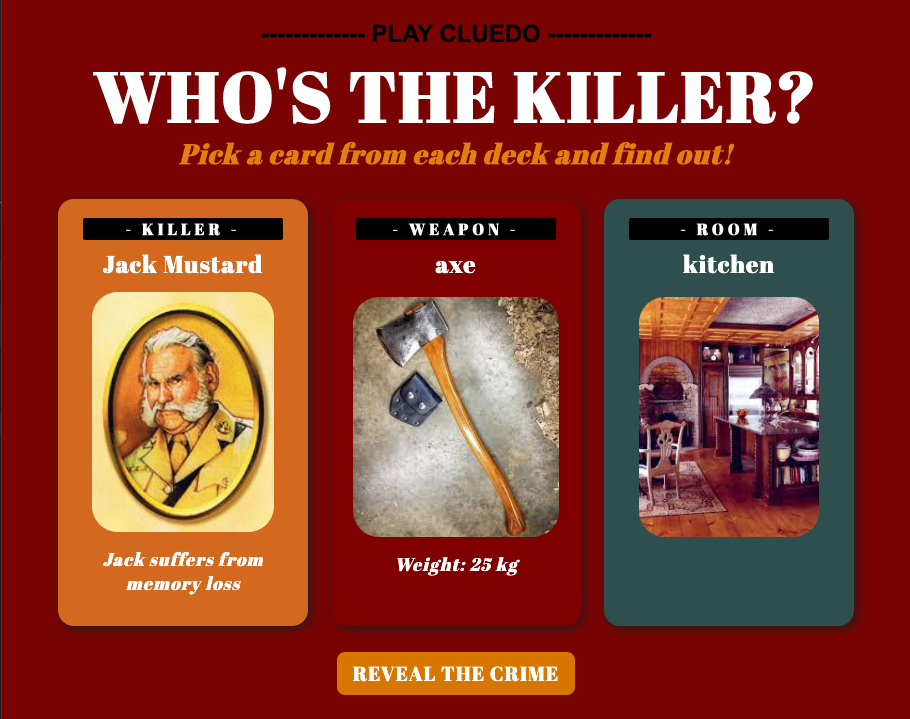 ------------- PLAY CLUEDO -------------
WHO'S THE KILLER?
Pick a card from each deck and find out!
- KILLER -
Jack Mustard
Jack suffers from
memory loss
- WEAPON -
axe
Weight: 25 kg
- ROOM -
kitchen
REVEAL THE CRIME